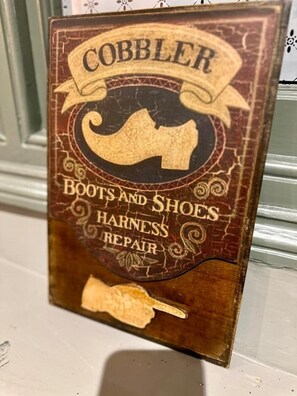 COBBLER
BOOTS AND SHOES
HARNESS
REPAIR